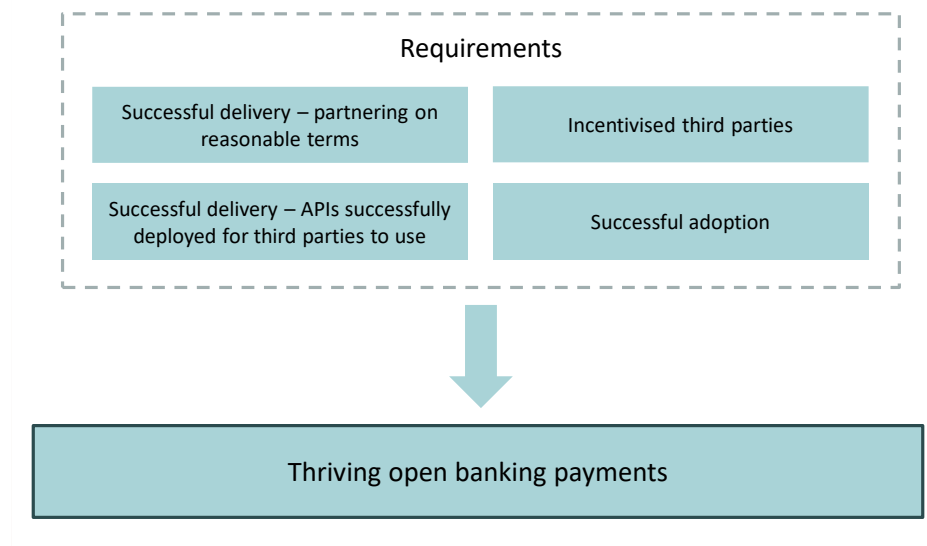 Requirements
Successful delivery – partnering on
reasonable terms
Incentivised third parties
Successful delivery – APIs successfully
deployed for third parties to use
Successful adoption
Thriving open banking payments